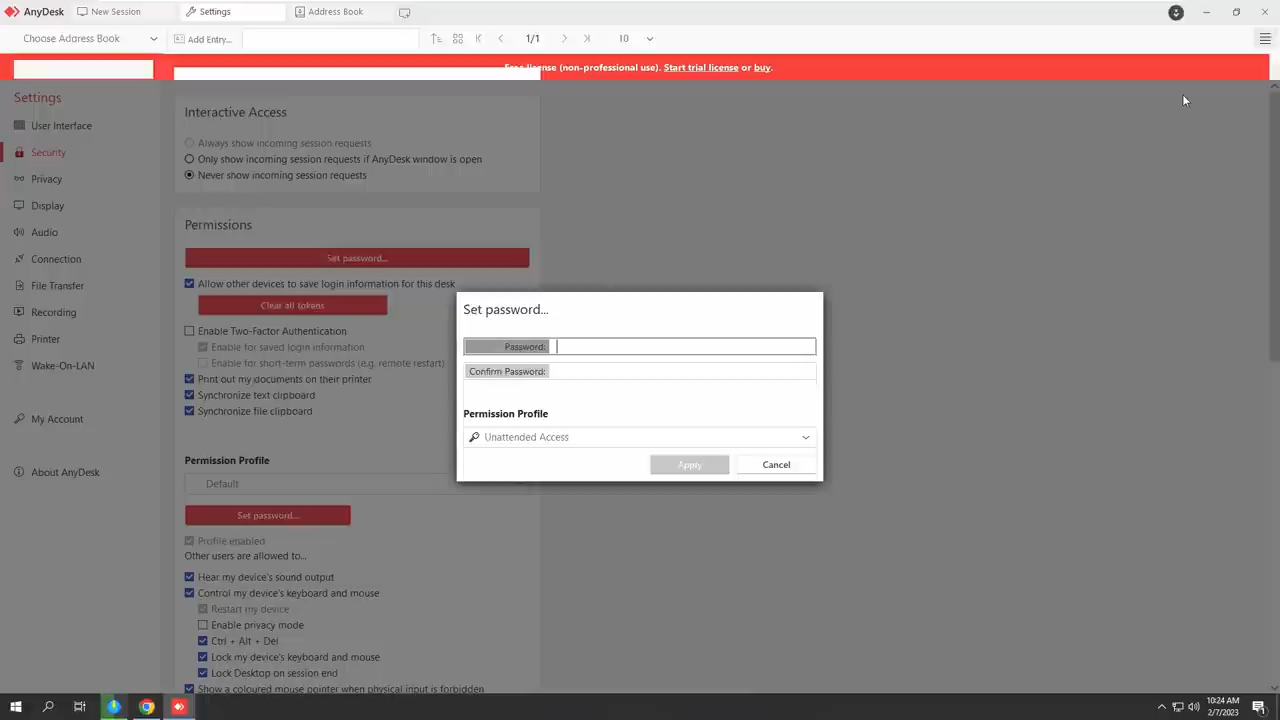 AnyDesk
New Session
Settings
Address Book
Choose Address Book
Add Entry...
1/1
10
Free license (non-professional use). Start trial license or buy.
Settings
User Interface
Security
Privacy
Display
Audio
Connection
File Transfer
Recording
Printer
Wake-On-LAN
My Account
About AnyDesk
Interactive Access
Always show incoming session requests
Only show incoming session requests if AnyDesk window is open
Never show incoming session requests
Permissions
Set password...
Allow other devices to save login information for this desk
Clear all tokens
Enable Two-Factor Authentication
Enable for saved login information
Enable for short-term passwords (e.g. remote restart)
Print out my documents on their printer
Synchronize text clipboard
Synchronize file clipboard
Permission Profile
Default
Set password...
Profile enabled
Other users are allowed to...
Hear my device's sound output
Control my device's keyboard and mouse
Restart my device
Enable privacy mode
Ctrl + Alt + Del
Lock my device's keyboard and mouse
Lock Desktop on session end
Show a coloured mouse pointer when physical input is forbidden
Set password...
Password:
Confirm Password:
Permission Profile
Unattended Access
Apply
Cancel
10:24 AM
2/7/2023